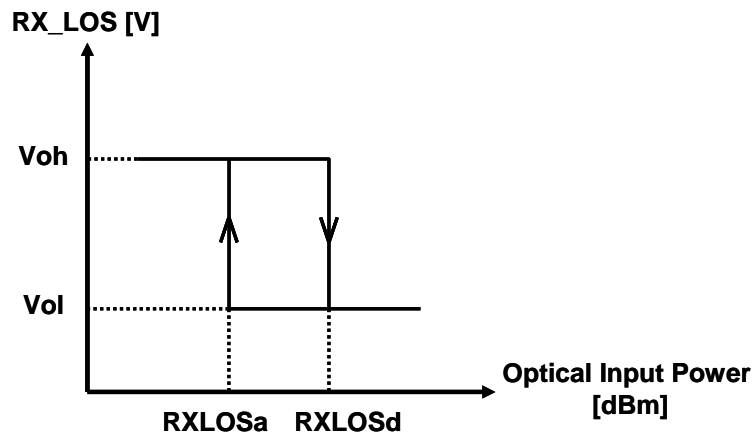 RX_LOS [V]
Voh
Vol
Optical Input Power
[dBm]
RXLOSa RXLOSd